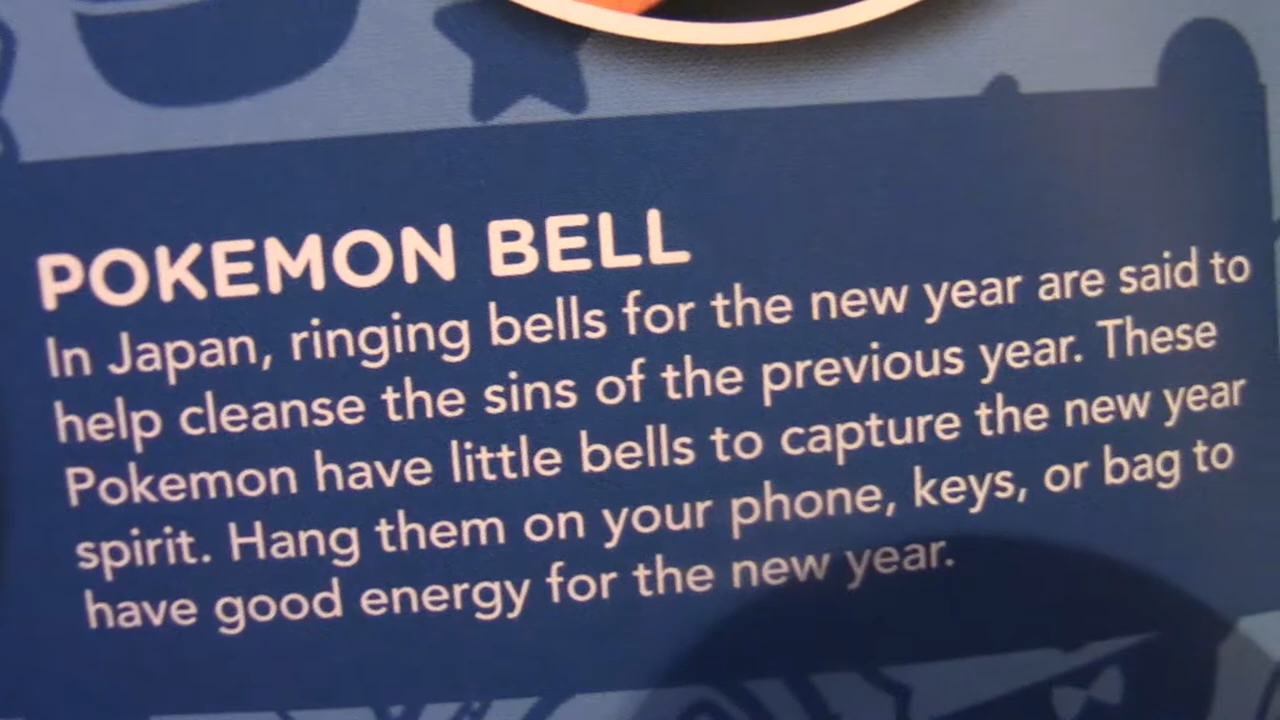 POKEMON BELL
In Japan, ringing bells for the new year are said to
help cleanse the sins of the previous year. These
Pokemon have little bells to capture the new year
spirit. Hang them on your phone, keys, or bag to
have good energy for the new year.